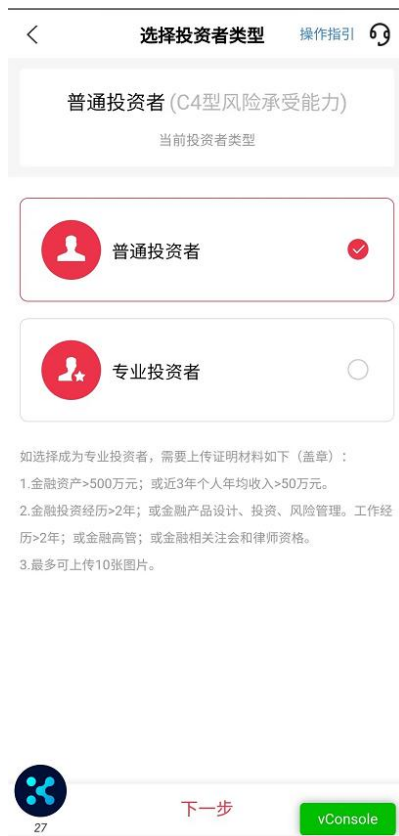 选择投资者类型
操作指引
普通投资者 (C4型风险承受能力)
当前投资者类型
普通投资者
专业投资者
如选择成为专业投资者，需要上传证明材料如下（盖章）：
1.金融资产>500万元；或近3年个人年均收入>50万元。
2.金融投资经历>2年；或金融产品设计、投资、风险管理。工作经
历>2年；或金融高管；或金融相关注会和律师资格。
3.最多可上传10张图片。
下一步
vConsole
27